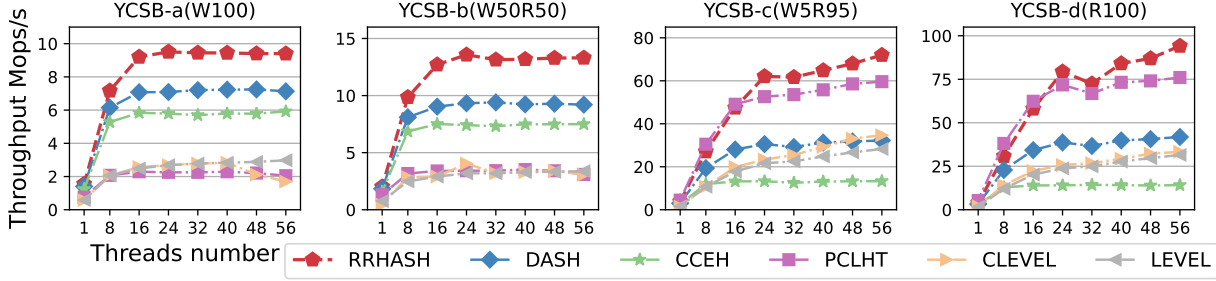 YCSB-a(W100) YCSB-b(W50R50) YCSB-c(W5R95) YCSB-d(R100)
Throughput Mops/s
10
8
6
4
2
0
1 8 16 24 32 40 48 56
15
10
5
0
1 8 16 24 32 40 48 56
80
60
40
20
0
1 8 16 24 32 40 48 56
100
75
50
25
0
1 8 16 24 32 40 48 56
Threads number
RRHASH DASH CCEH PCLHT CLEVEL LEVEL